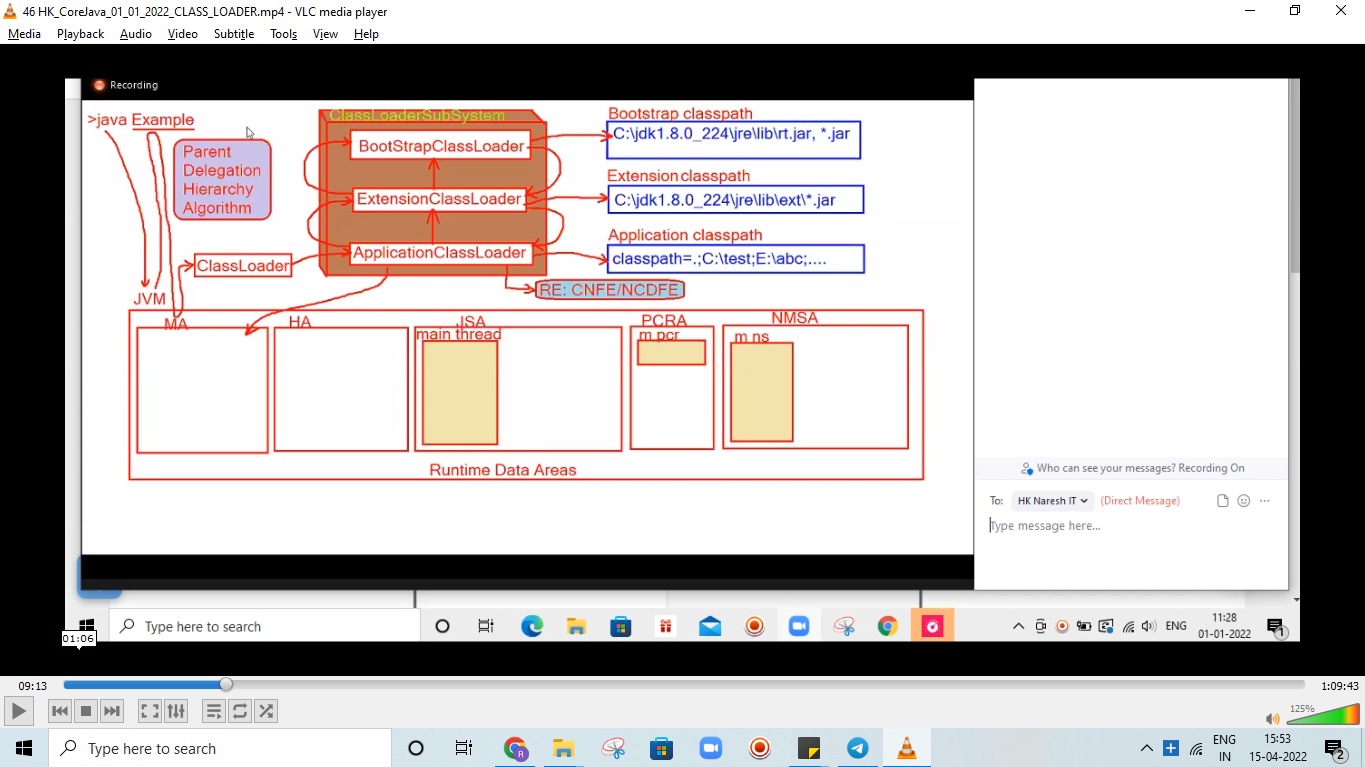 46 HK_CoreJava_01_01_2022_CLASS_LOADER.mp4 - VLC media player
Media Playback Audio Video Subtitle Tools View Help
Recording
>java Example
Parent
Delegation
Hierarchy
Algorithm
ClassLoaderSubSystem
BootStrapClassLoader
ExtensionClassLoader
ApplicationClassLoader
Bootstrap classpath
C:\jdk1.8.0_224\jre\lib\rt.jar, *.jar
Extension classpath
C:\jdk1.8.0_224\jre\lib\ext\*.jar
Application classpath
classpath=.;C:\test;E:\abc;....
ClassLoader
RE: CNFE/NCDFE
JVM
MA
HA
JSA
main thread
PCRA
m pcr
NMSA
m ns
Runtime Data Areas
Who can see your messages? Recording On
To: HK Naresh IT (Direct Message)
Type message here...
Type here to search
ENG
11:28
01-01-2022
1
01:06
09:13
1:09:43
125%
Type here to search
R
ENG
IN
15:53
15-04-2022
2